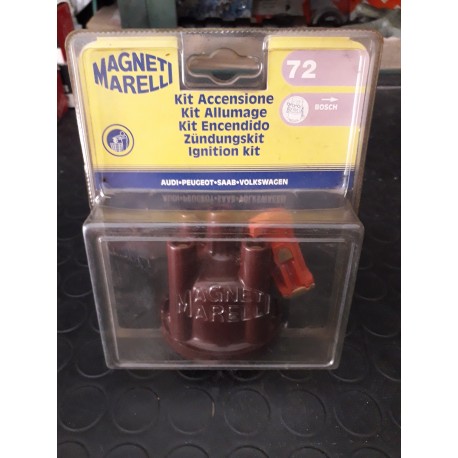 MAGNETI
MARELLI
72
BOSCH
Kit Accensione
Kit Allumage
Kit Encendido
Zündungskit
Ignition kit
AUDI•PEUGEOT•SAAB•VOLKSWAGEN
MAGNETI
MARELLI